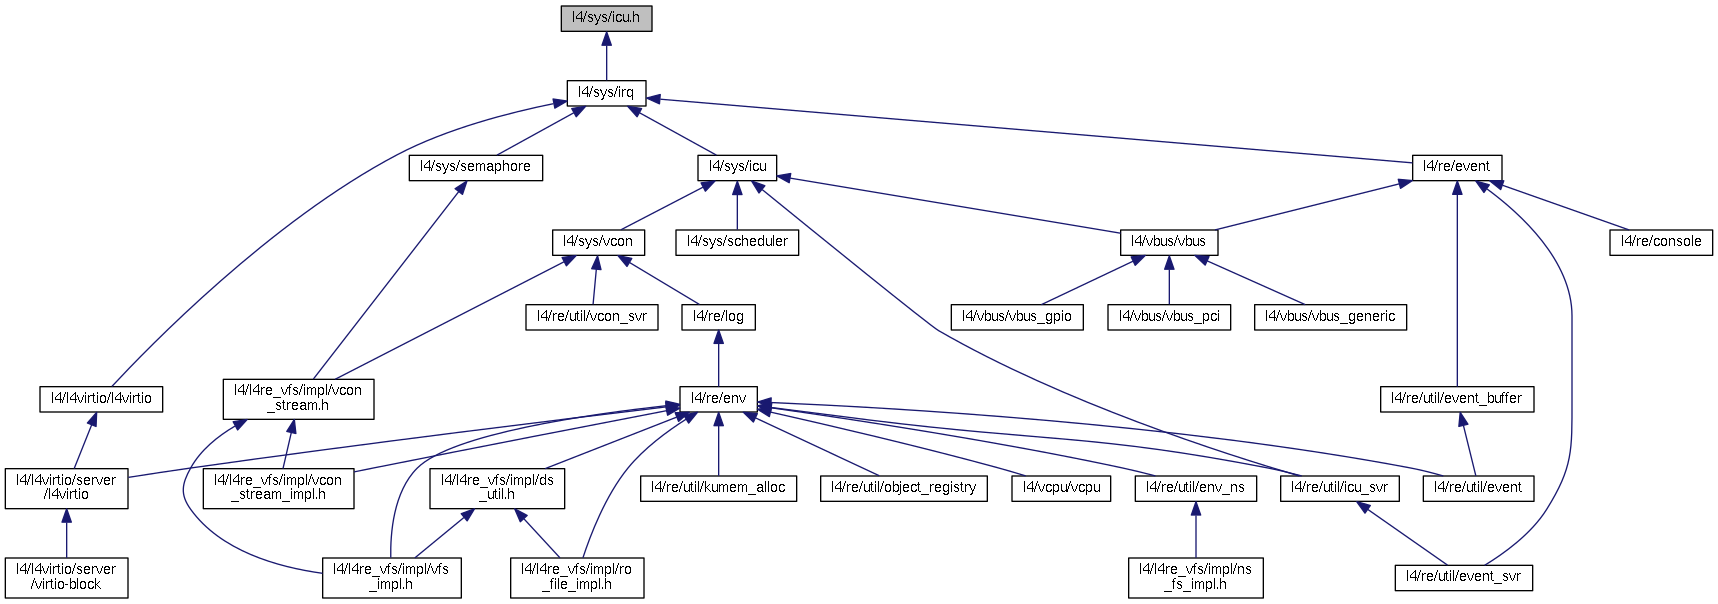 l4/sys/icu.h
l4/sys/irq
l4/sys/semaphore
l4/sys/icu
l4/re/event
l4/sys/vcon
l4/sys/scheduler
l4/vbus/vbus
l4/re/console
l4/re/util/vcon_svr
l4/re/log
l4/vbus/vbus_gpio
l4/vbus/vbus_pci
l4/vbus/vbus_generic
l4/l4virtio/l4virtio
l4/l4re_vfs/impl/vcon
_stream.h
l4/re/env
l4/re/util/event_buffer
l4/l4virtio/server
/l4virtio
l4/l4re_vfs/impl/vcon
_stream_impl.h
l4/l4re_vfs/impl/ds
_util.h
l4/re/util/kumem_alloc
l4/re/util/object_registry
l4/vcpu/vcpu
l4/re/util/env_ns
l4/re/util/icu_svr
l4/re/util/event
l4/l4virtio/server
/virtio-block
l4/l4re_vfs/impl/vfs
_impl.h
l4/l4re_vfs/impl/ro
_file_impl.h
l4/l4re_vfs/impl/ns
_fs_impl.h
l4/re/util/event_svr